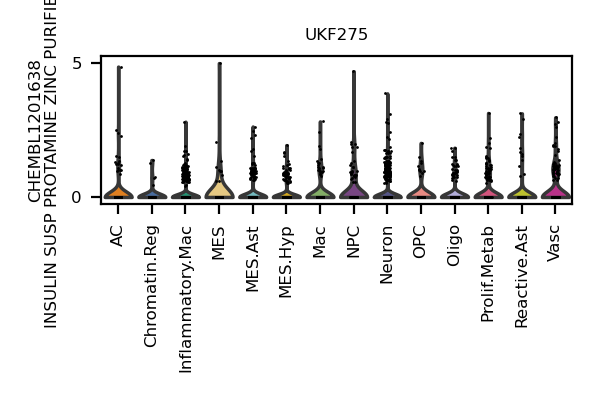 UKF275
CHEMBL1201638
INSULIN SUSP PROTAMINE ZINC PURIFIE
5
0
AC
Chromatin.Reg
Inflammatory.Mac
MES
MES.Ast
MES.Hyp
Mac
NPC
Neuron
OPC
Oligo
Prolif.Metab
Reactive.Ast
Vasc